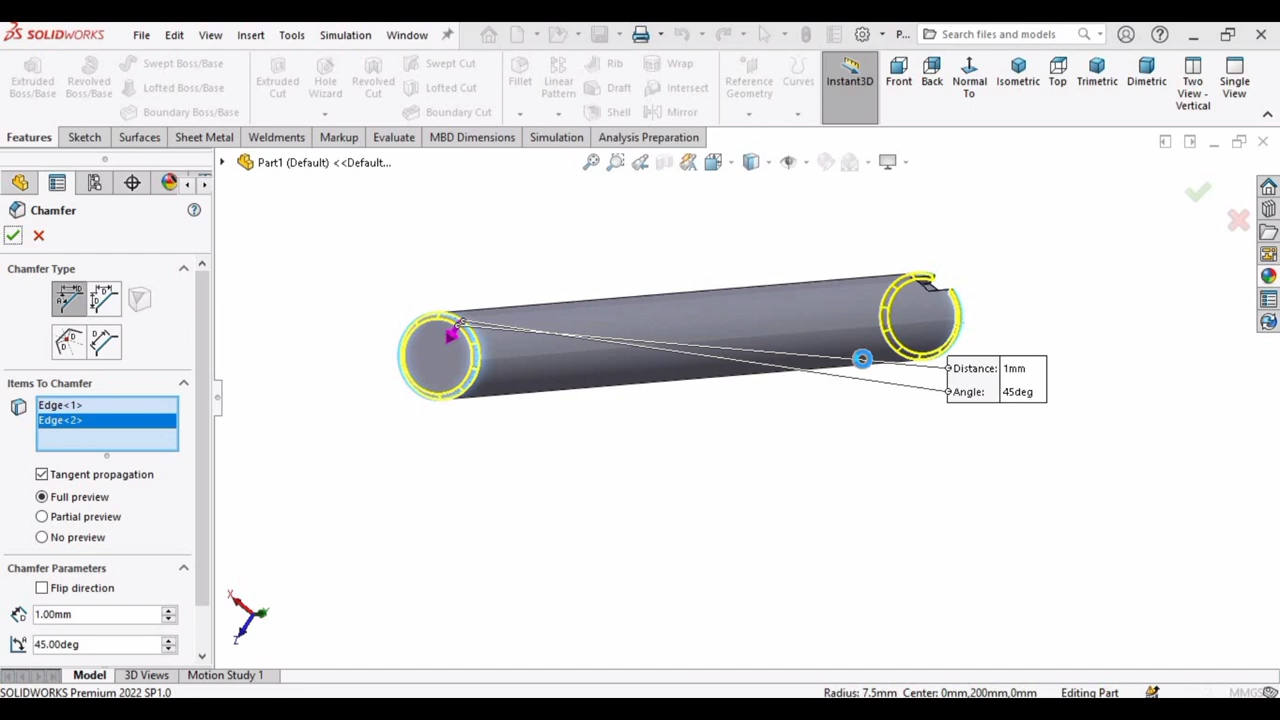 SOLIDWORKS File Edit View Insert Tools Simulation Window P... Search files and models
Extruded Boss/Base Revolved Boss/Base Swept Boss/Base Lofted Boss/Base Boundary Boss/Base Extruded Cut Hole Wizard Revolved Cut Swept Cut Lofted Cut Boundary Cut Fillet Linear Pattern Rib Draft Shell Wrap Intersect Mirror Reference Geometry Curves Instant3D Front Back Normal To Isometric Top Trimetric Dimetric Two View - Vertical Single View
Features Sketch Surfaces Sheet Metal Weldments Markup Evaluate MBD Dimensions Simulation Analysis Preparation
Part1 (Default) <<Default...
Chamfer
Chamfer Type
Items To Chamfer
Edge<1>
Edge<2>
Tangent propagation
Full preview
Partial preview
No preview
Chamfer Parameters
Flip direction
1.00mm
45.00deg
Distance: 1mm
Angle: 45deg
X
Z
Model 3D Views Motion Study 1
SOLIDWORKS Premium 2022 SP1.0 Radius: 7.5mm Center: 0mm,200mm,0mm Editing Part MMGS